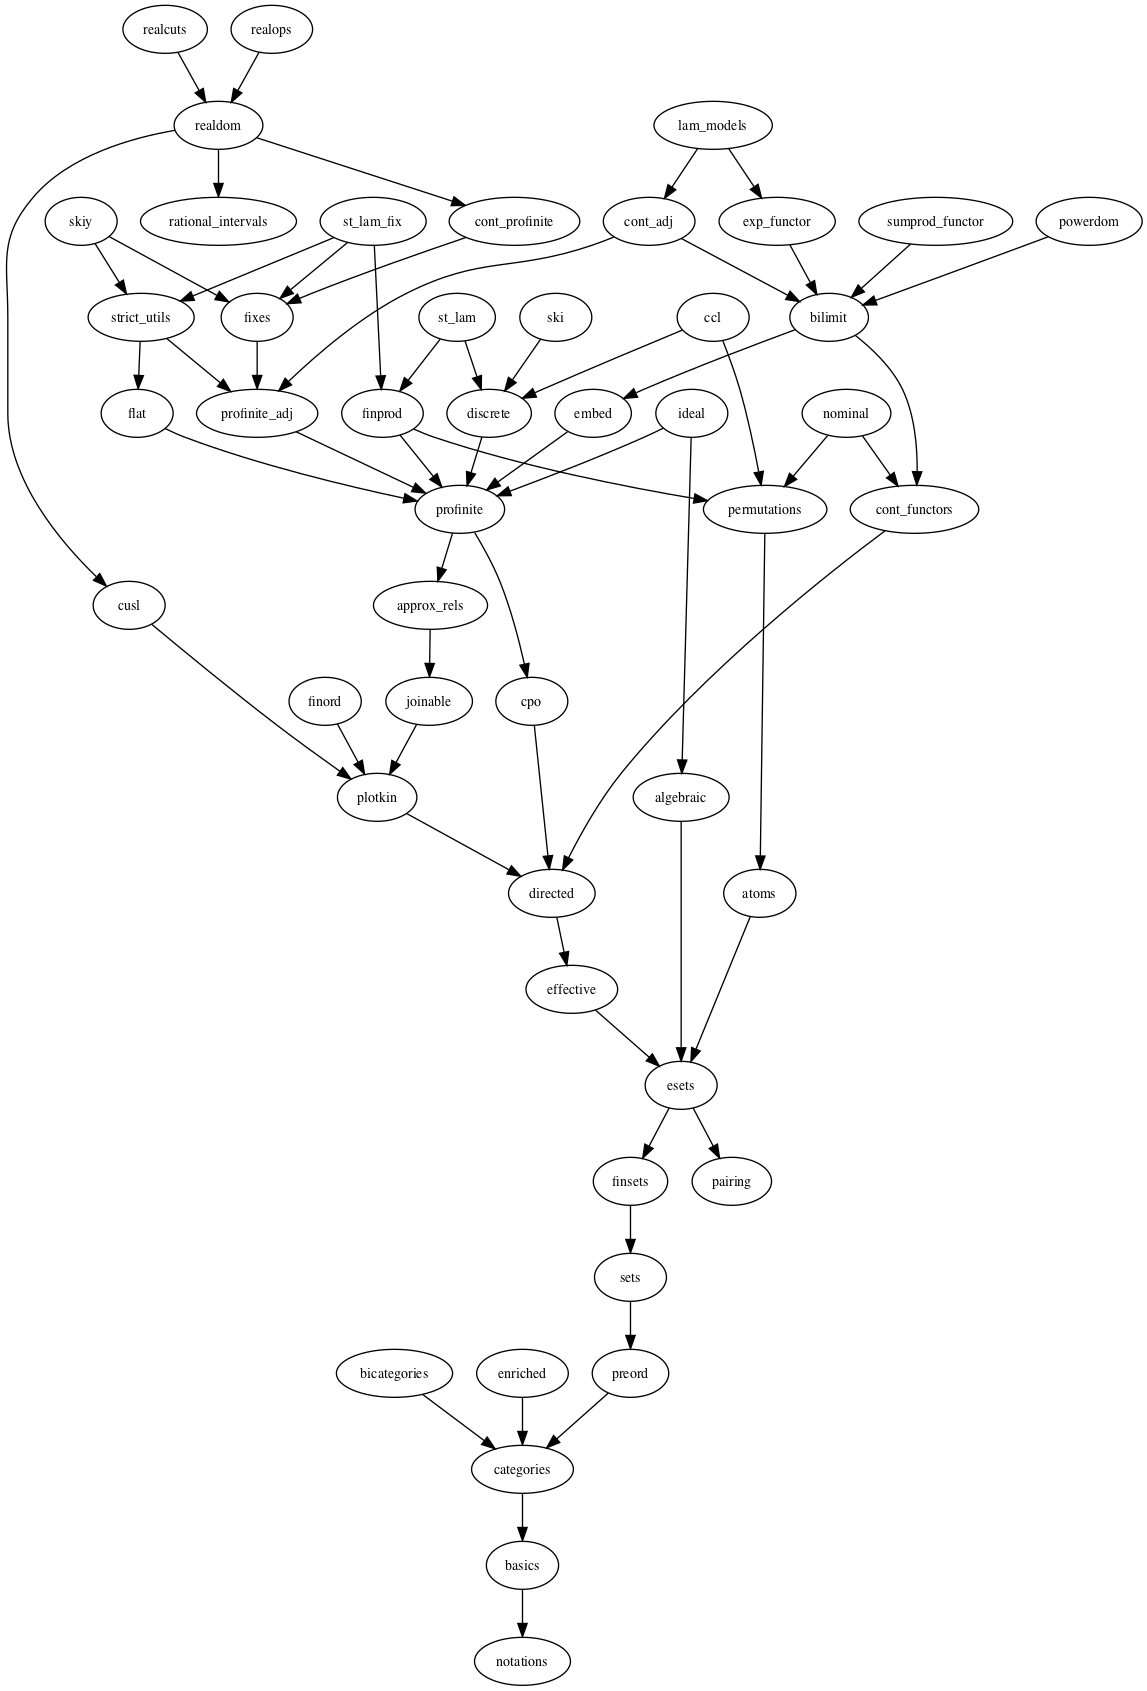 realcuts
realops
realdom
lam_models
skiy
rational_intervals
st_lam_fix
cont_profinite
cont_adj
exp_functor
sumprod_functor
powerdom
strict_utils
fixes
st_lam
ski
ccl
bilimit
flat
profinite_adj
finprod
discrete
embed
ideal
nominal
profinite
permutations
cont_functors
cusl
approx_rels
finord
joinable
cpo
plotkin
algebraic
directed
atoms
effective
esets
finsets
pairing
sets
bicategories
enriched
preord
categories
basics
notations